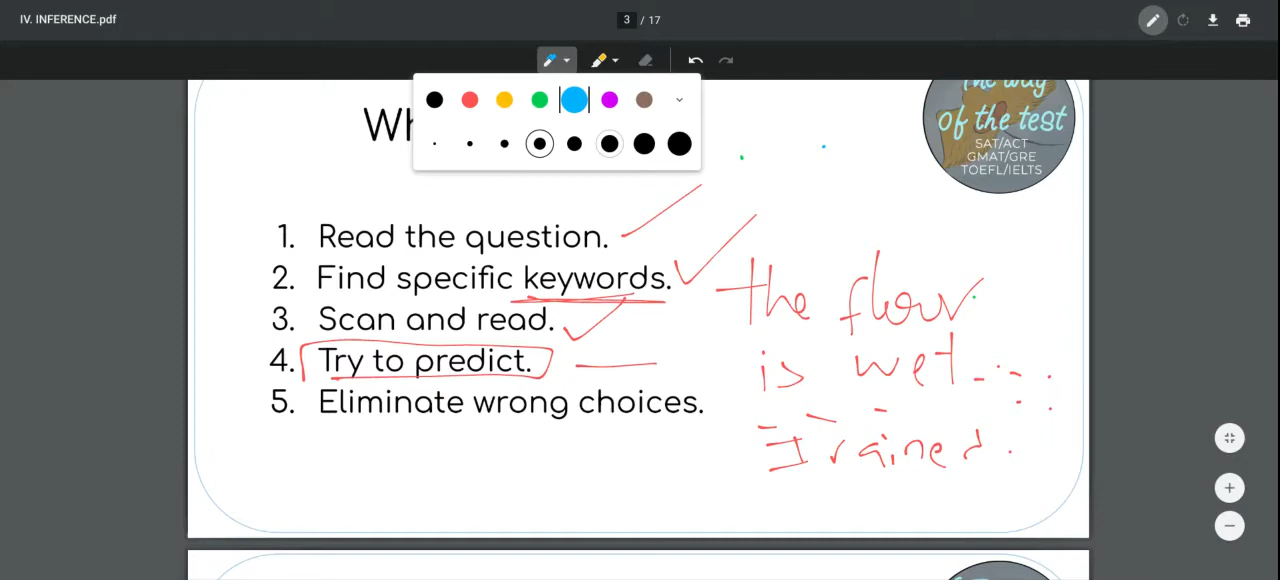 IV. INFERENCE.pdf
3 / 17
Wh
the way
of the test
SAT/ACT
GMAT/GRE
TOEFL/IELTS
1. Read the question.
2. Find specific keywords.
3. Scan and read.
4. Try to predict.
5. Eliminate wrong choices.
the floor
is wet....
I rained.